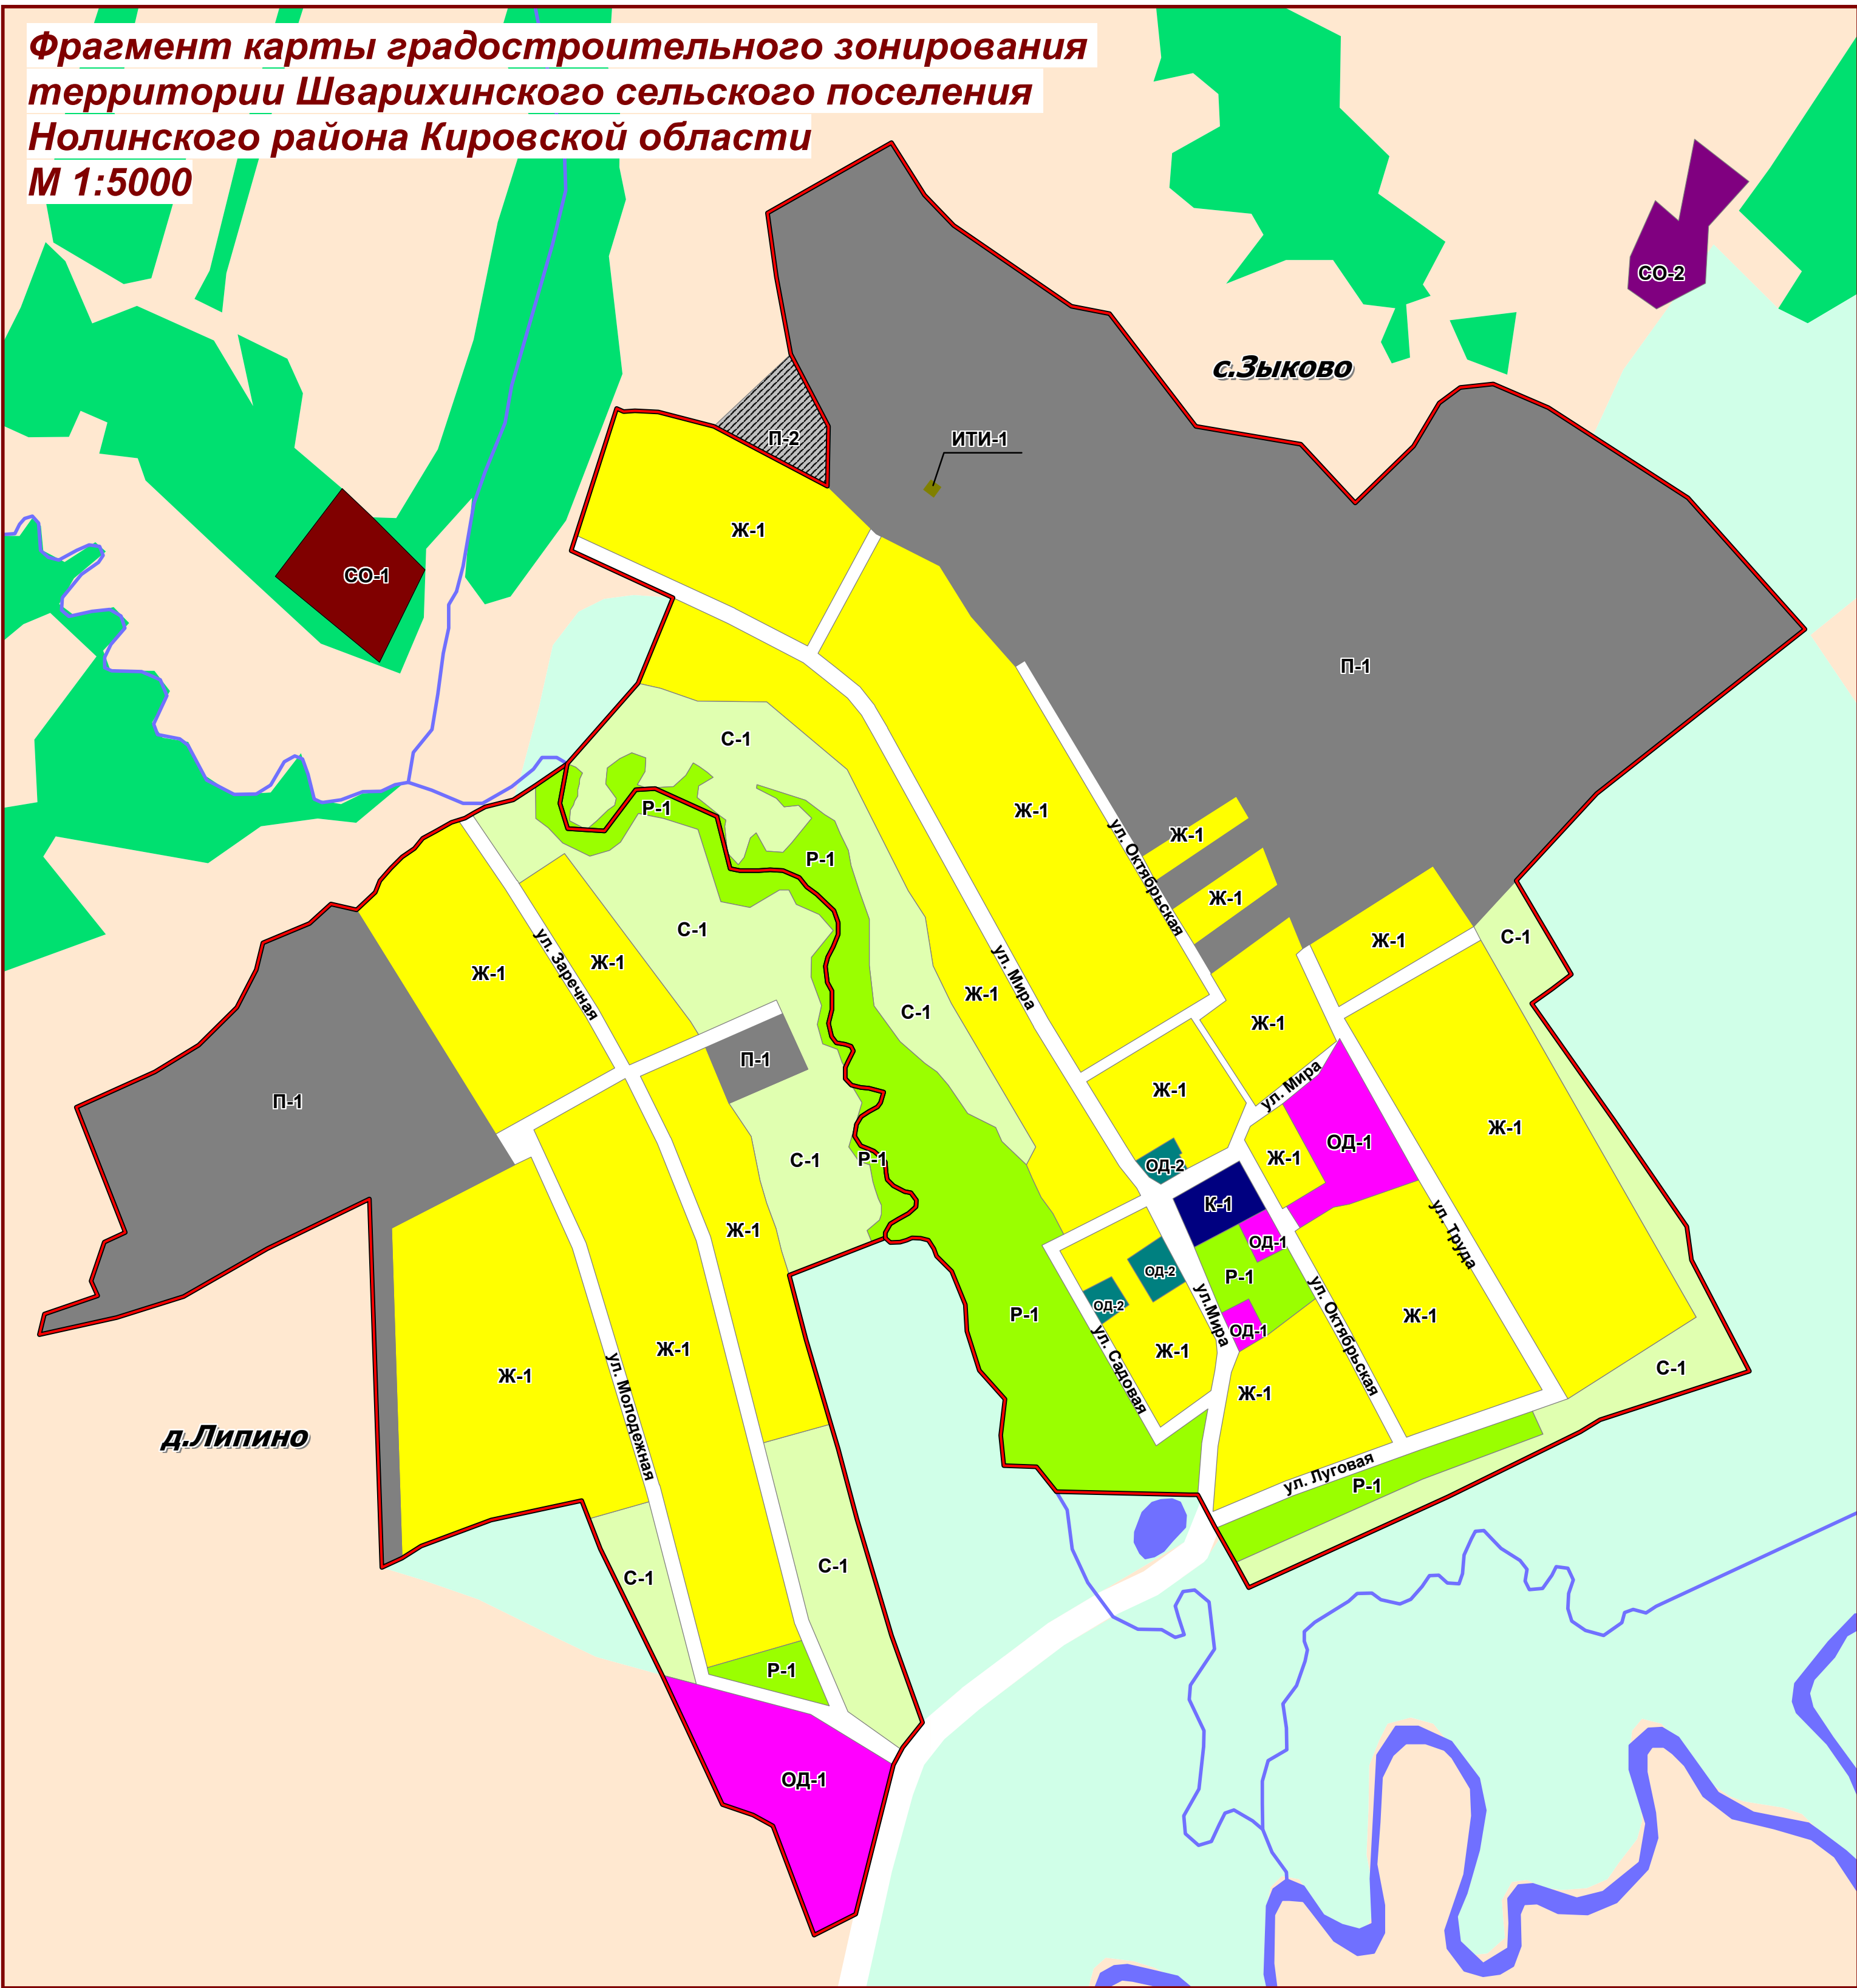 Фрагмент карты градостроительного зонирования
территории Шварихинского сельского поселения
Нолинского района Кировской области
М 1:5000
СО-2
с.Зыково
П-2
ИТИ-1
Ж-1
СО-1
П-1
С-1
Р-1
Ж-1
ул. Октябрьская
Ж-1
Р-1
Ж-1
С-1
Ж-1
С-1
Ж-1
Ж-1
ул. Заречная
ул. Мира
Ж-1
С-1
Ж-1
П-1
Ж-1
ул. Мира
П-1
Ж-1
ОД-1
С-1
Р-1
ОД-2
Ж-1
К-1
Ж-1
ул. Труда
ОД-1
ОД-2
Р-1
ОД-2
ул.Мира
ул. Октябрьская
Р-1
ОД-1
Ж-1
Ж-1
Ж-1
ул. Садовая
Ж-1
С-1
Ж-1
ул. Молодежная
Ж-1
д.Липино
ул. Луговая
Р-1
С-1
С-1
Р-1
ОД-1